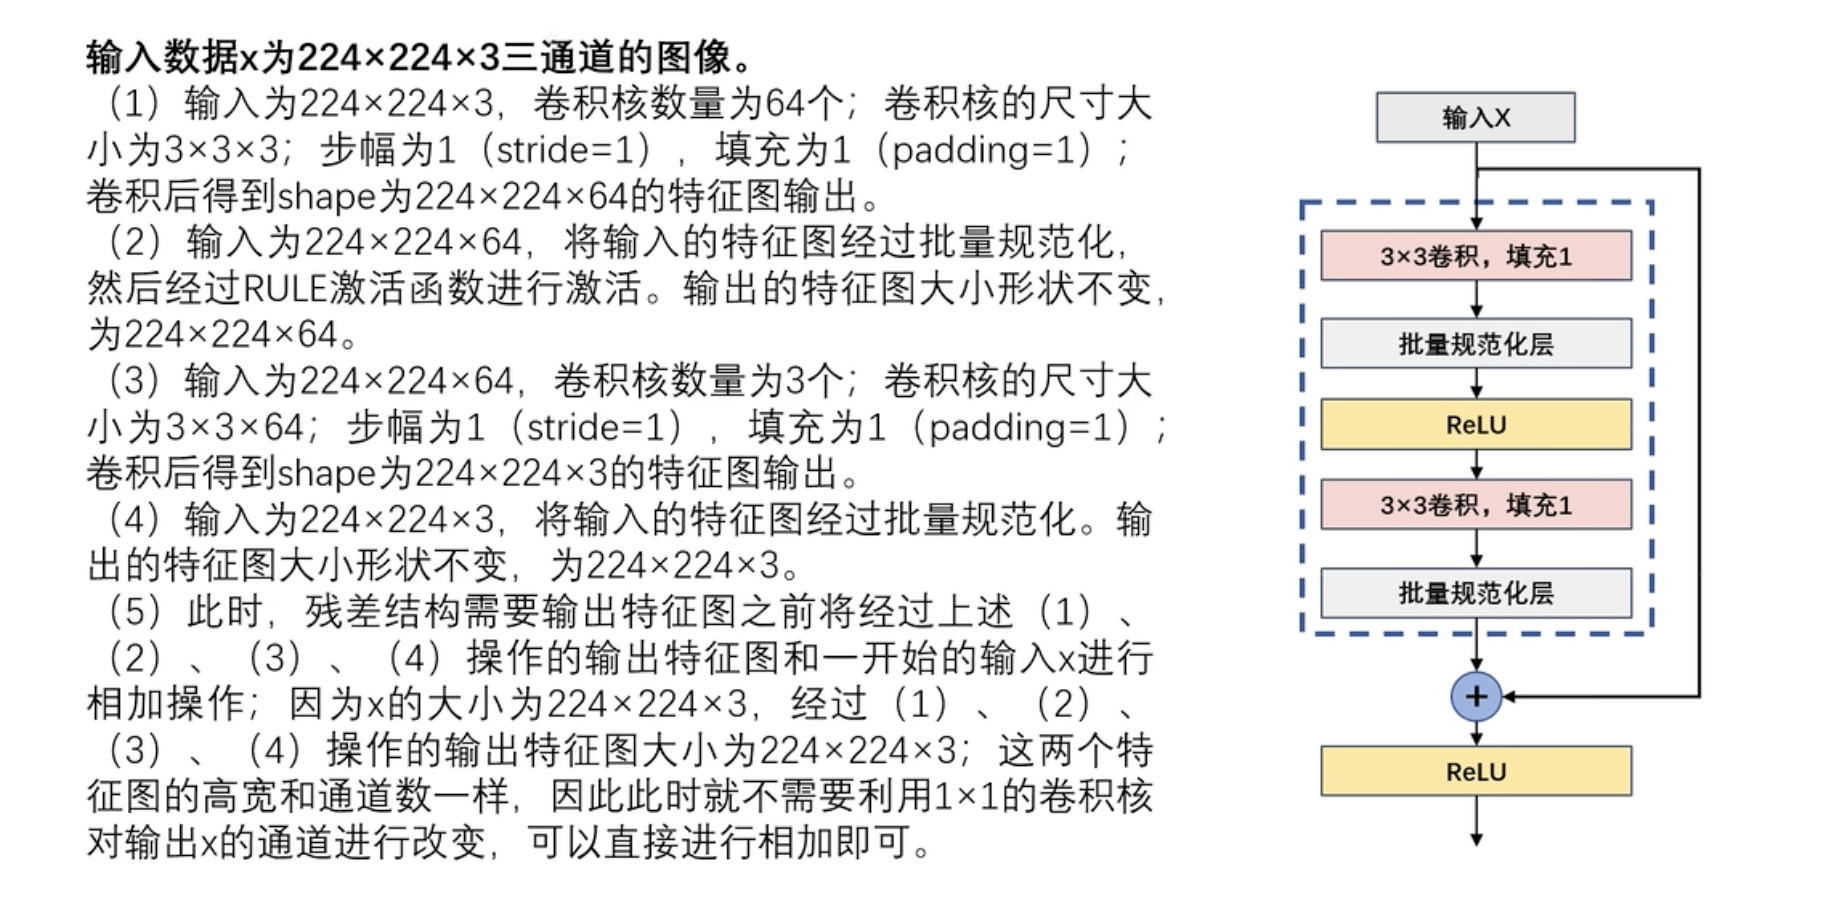 输入数据x为224×224×3三通道的图像。
（1）输入为224×224×3，卷积核数量为64个；卷积核的尺寸大
小为3×3×3；步幅为1（stride=1），填充为1（padding=1）；
卷积后得到shape为224×224×64的特征图输出。
（2）输入为224×224×64，将输入的特征图经过批量规范化，
然后经过RULE激活函数进行激活。输出的特征图大小形状不变，
为224×224×64。
（3）输入为224×224×64，卷积核数量为3个；卷积核的尺寸大
小为3×3×64；步幅为1（stride=1），填充为1（padding=1）；
卷积后得到shape为224×224×3的特征图输出。
（4）输入为224×224×3，将输入的特征图经过批量规范化。输
出的特征图大小形状不变，为224×224×3。
（5）此时，残差结构需要输出特征图之前将经过上述（1）、
（2）、（3）、（4）操作的输出特征图和一开始的输入x进行
相加操作；因为x的大小为224×224×3，经过（1）、（2）、
（3）、（4）操作的输出特征图大小为224×224×3；这两个特
征图的高宽和通道数一样，因此此时就不需要利用1×1的卷积核
对输出x的通道进行改变，可以直接进行相加即可。
输入X
3×3卷积，填充1
批量规范化层
ReLU
3×3卷积，填充1
批量规范化层
+
ReLU